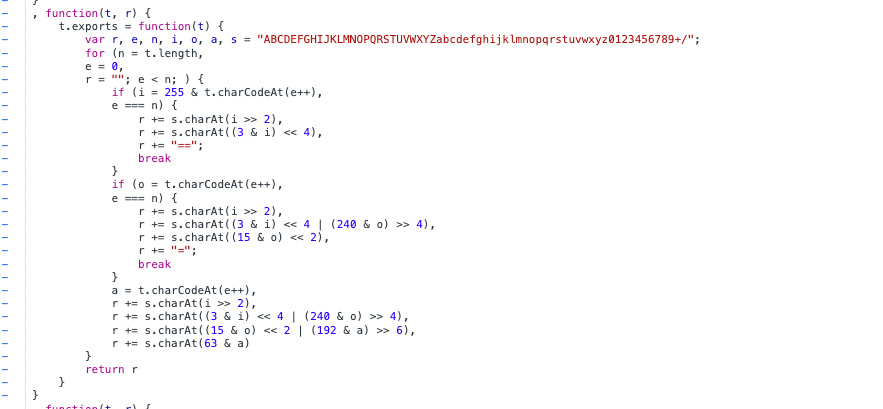 , function(t, r) {
t.exports = function(t) {
var r, e, n, i, o, a, s = "ABCDEFGHIJKLMNOPQRSTUVWXYZabcdefghijklmnopqrstuvwxyz0123456789+/";
for (n = t.length,
e = 0,
r = ""; e < n; ) {
if (i = 255 & t.charCodeAt(e++),
e === n) {
r += s.charAt(i >> 2),
r += s.charAt((3 & i) << 4),
r += "==";
break
}
if (o = t.charCodeAt(e++),
e === n) {
r += s.charAt(i >> 2),
r += s.charAt((3 & i) << 4 | (240 & o) >> 4),
r += s.charAt((15 & o) << 2),
r += "=";
break
}
a = t.charCodeAt(e++),
r += s.charAt(i >> 2),
r += s.charAt((3 & i) << 4 | (240 & o) >> 4),
r += s.charAt((15 & o) << 2 | (192 & a) >> 6),
r += s.charAt(63 & a)
}
return r
}
}
function(t, r) {